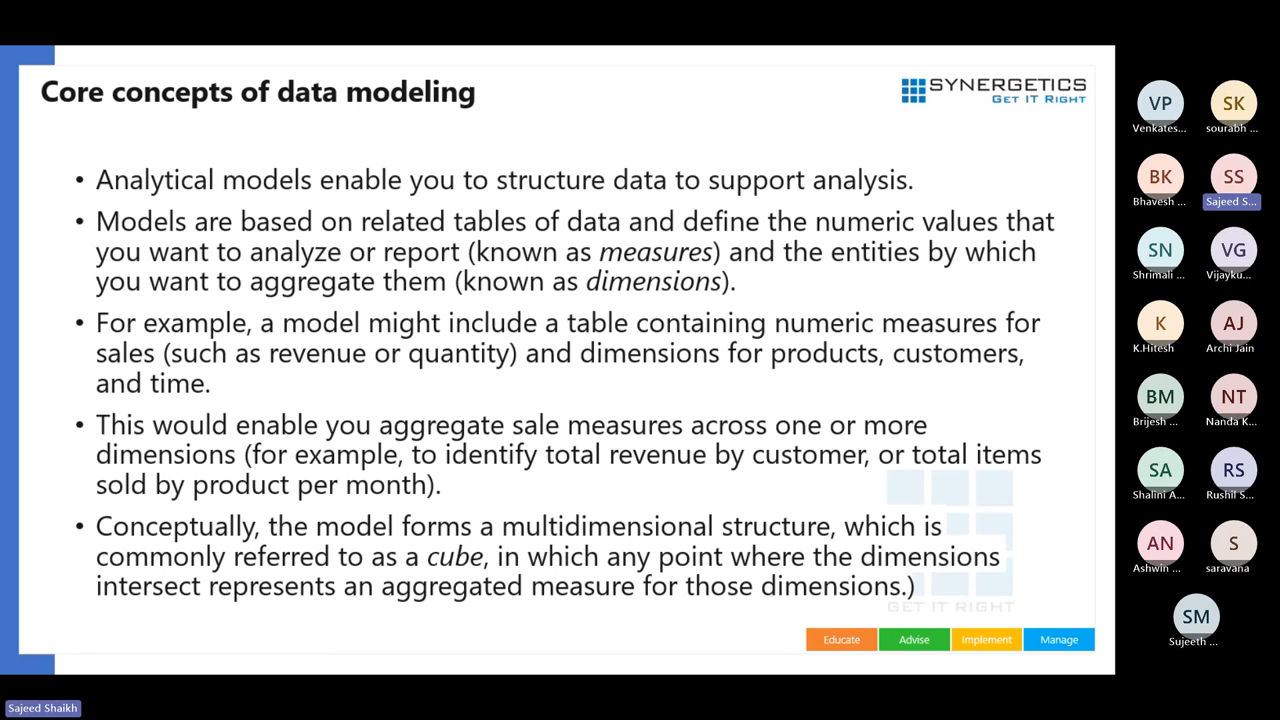 Core concepts of data modeling
SYNERGETICS
GET IT RIGHT
• Analytical models enable you to structure data to support analysis.
• Models are based on related tables of data and define the numeric values that
you want to analyze or report (known as measures) and the entities by which
you want to aggregate them (known as dimensions).
• For example, a model might include a table containing numeric measures for
sales (such as revenue or quantity) and dimensions for products, customers,
and time.
• This would enable you aggregate sale measures across one or more
dimensions (for example, to identify total revenue by customer, or total items
sold by product per month).
• Conceptually, the model forms a multidimensional structure, which is
commonly referred to as a cube, in which any point where the dimensions
intersect represents an aggregated measure for those dimensions.)
GET IT RIGHT
Educate Advise Implement Manage
VP SK
Venkates... sourabh ...
BK SS
Bhavesh ... Sajeed S...
SN VG
Shrimali ... Vijayku...
K AJ
K.Hitesh Archi Jain
BM NT
Brijesh ... Nanda K...
SA RS
Shalini A... Rushil S...
AN S
Ashwin ... saravana
SM
Sujeeth ...
Sajeed Shaikh